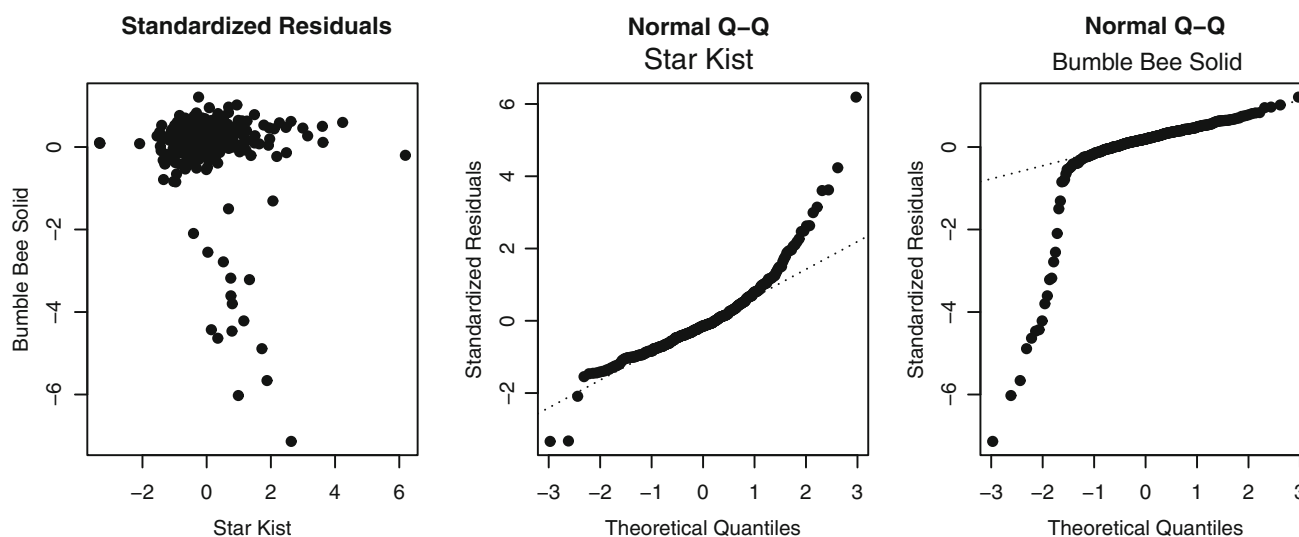 Standardized Residuals
Bumble Bee Solid
0
−2
−4
−6
−2 0 2 4 6
Star Kist
Normal Q−Q
Star Kist
Standardized Residuals
6
4
2
0
−2
−3 −2 −1 0 1 2 3
Theoretical Quantiles
Normal Q−Q
Bumble Bee Solid
Standardized Residuals
0
−2
−4
−6
−3 −2 −1 0 1 2 3
Theoretical Quantiles